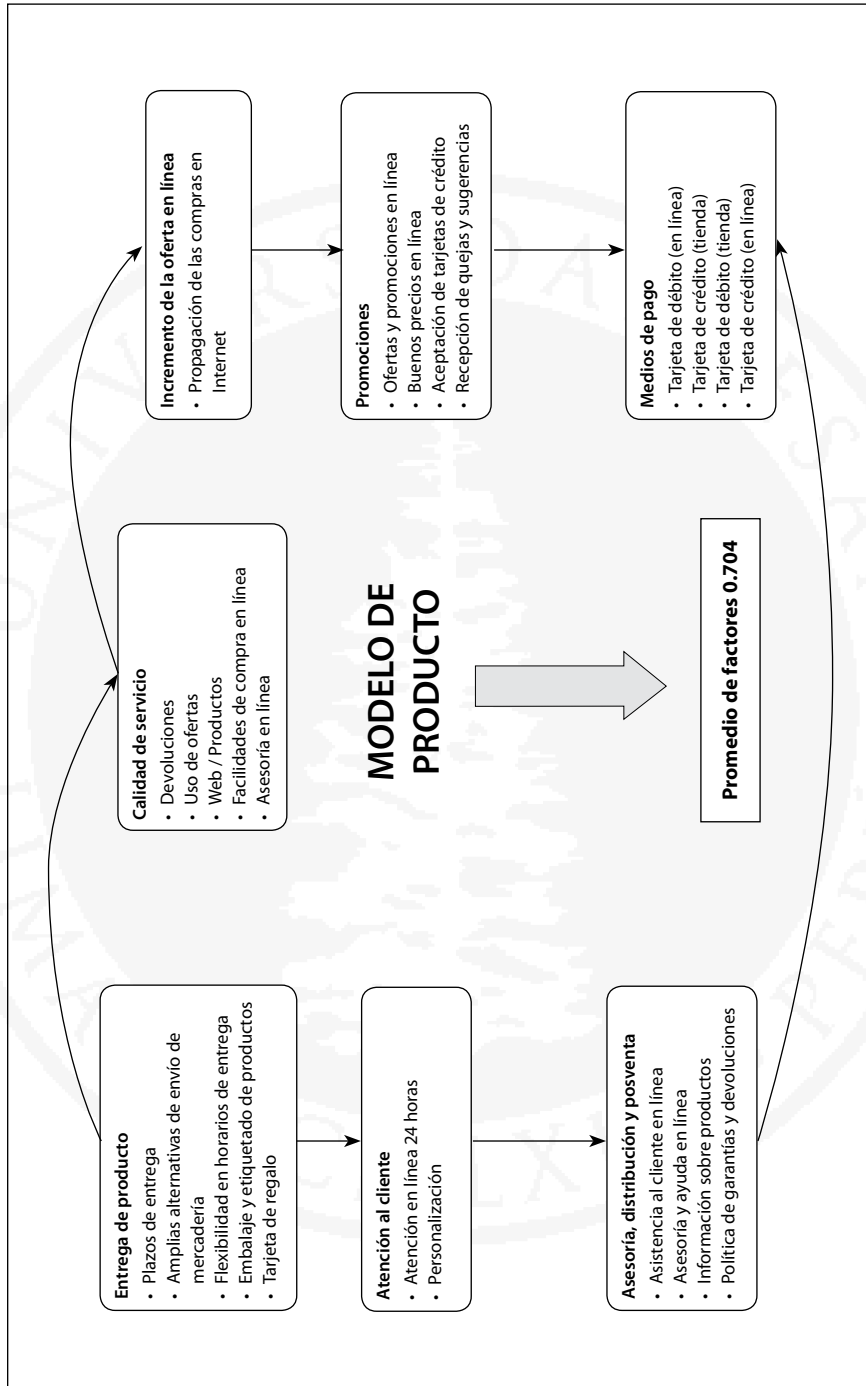 Entrega de producto
• Plazos de entrega
• Amplias alternativas de envío de
mercadería
• Flexibilidad en horarios de entrega
• Embalaje y etiquetado de productos
• Tarjeta de regalo
Atención al cliente
• Atención en línea 24 horas
• Personalización
Asesoría, distribución y posventa
• Asistencia al cliente en línea
• Asesoría y ayuda en línea
• Información sobre productos
• Política de garantías y devoluciones
Calidad de servicio
• Devoluciones
• Uso de ofertas
• Web / Productos
• Facilidades de compra en línea
• Asesoría en línea
MODELO DE
PRODUCTO
Promedio de factores 0.704
Incremento de la oferta en línea
• Propagación de las compras en
Internet
Promociones
• Ofertas y promociones en línea
• Buenos precios en línea
• Aceptación de tarjetas de crédito
• Recepción de quejas y sugerencias
Medios de pago
• Tarjeta de débito (en línea)
• Tarjeta de crédito (tienda)
• Tarjeta de débito (tienda)
• Tarjeta de crédito (en línea)